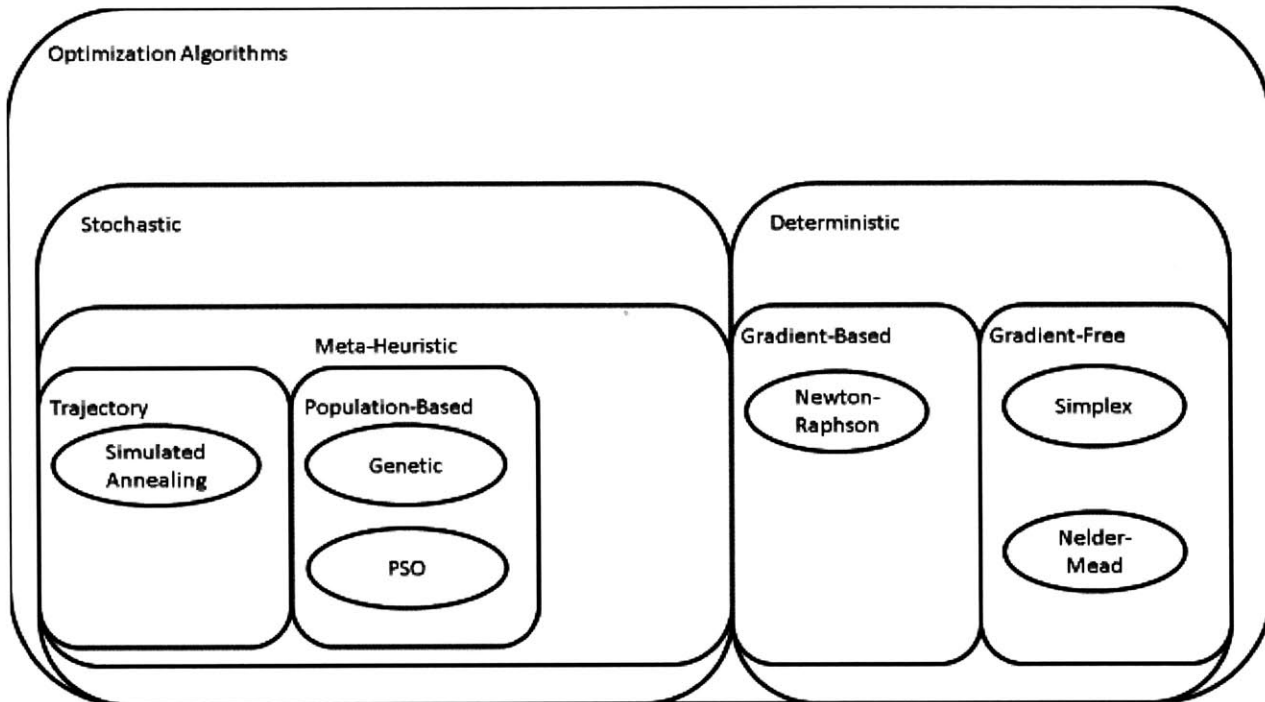 Optimization Algorithms
Stochastic
Deterministic
Meta-Heuristic
Gradient-Based
Gradient-Free
Trajectory
Population-Based
Newton-
Raphson
Simplex
Simulated
Annealing
Genetic
PSO
Nelder-
Mead